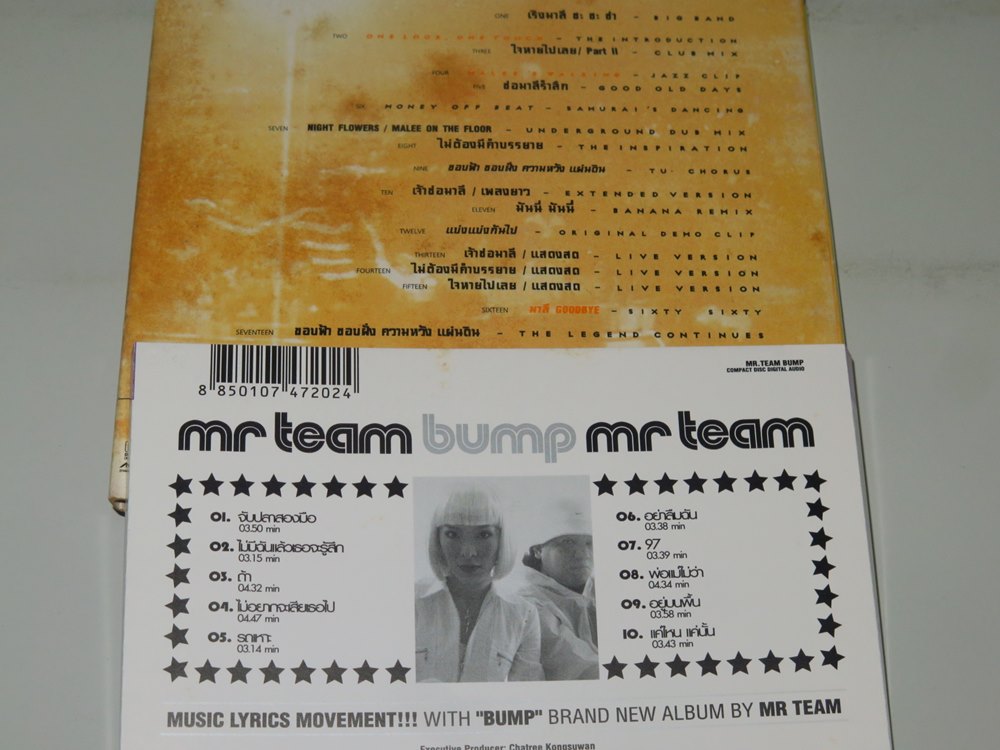 ONE เริงมาลี ชะ ชะ ช่า – BIG BAND
TWO ONE LOOK, ONE TOUCH – THE INTRODUCTION
THREE ใจหายไปเลย/ Part II – CLUB MIX
FOUR MALEE'S WALKING – JAZZ CLIP
FIVE ช่อมาลีรำลึก – GOOD OLD DAYS
SIX MONEY OFF BEAT – SAMURAI'S DANCING
SEVEN NIGHT FLOWERS / MALEE ON THE FLOOR – UNDERGROUND DUB MIX
EIGHT ไม่ต้องมีคำบรรยาย – THE INSPIRATION
NINE ขอบฟ้า ขอบฝั่ง ความหวัง แผ่นดิน – TU· CHORUS
TEN เจ้าช่อมาลี / เพลงยาว – EXTENDED VERSION
ELEVEN มันนี่ มันนี่ – BANANA REMIX
TWELVE แบ่งแบ่งกันไป – ORIGINAL DEMO CLIP
THIRTEEN เจ้าช่อมาลี / แสดงสด – LIVE VERSION
FOURTEEN ไม่ต้องมีคำบรรยาย / แสดงสด – LIVE VERSION
FIFTEEN ใจหายไปเลย / แสดงสด – LIVE VERSION
SIXTEEN มาลี GOODBYE – SIXTY SIXTY
SEVENTEEN ขอบฟ้า ขอบฝั่ง ความหวัง แผ่นดิน – THE LEGEND CONTINUES
8 850107 472024
MR.TEAM BUMP
COMPACT DISC DIGITAL AUDIO
mr team bump mr team
01. จับปลาสองมือ
03.50 min
02. ไม่มีฉันแล้วเธอจะรู้สึก
03.15 min
03. ถ้า
04.32 min
04. ไม่อยากจะเสียเธอไป
04.47 min
05. รถเหาะ
03.14 min
06. อย่าลืมฉัน
03.38 min
07. 97
03.39 min
08. พ่อแม่ไม่ว่า
04.34 min
09. อยู่บนพื้น
03.58 min
10. แค่ไหน แค่นั้น
03.43 min
MUSIC LYRICS MOVEMENT!!! WITH "BUMP" BRAND NEW ALBUM BY MR TEAM
Executive Producer: Chatree Kongsuwan